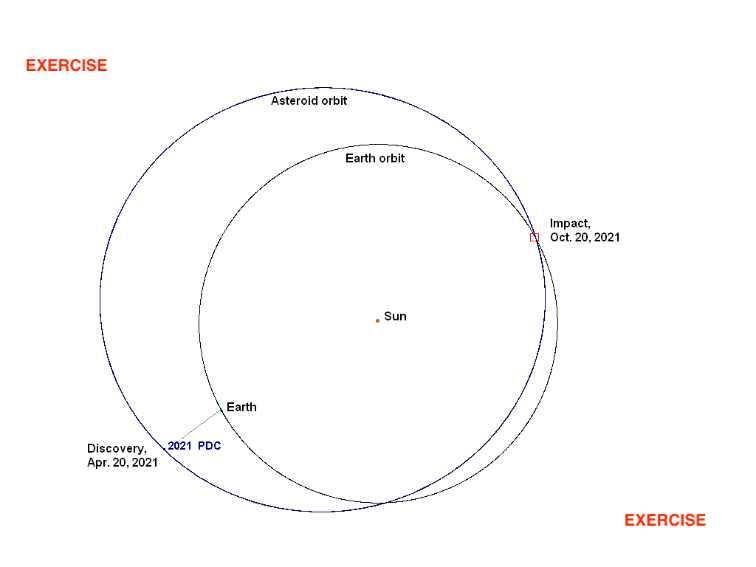 EXERCISE
Asteroid orbit
Earth orbit
Impact,
Oct. 20, 2021
Sun
Earth
2021 PDC
Discovery,
Apr. 20, 2021
EXERCISE